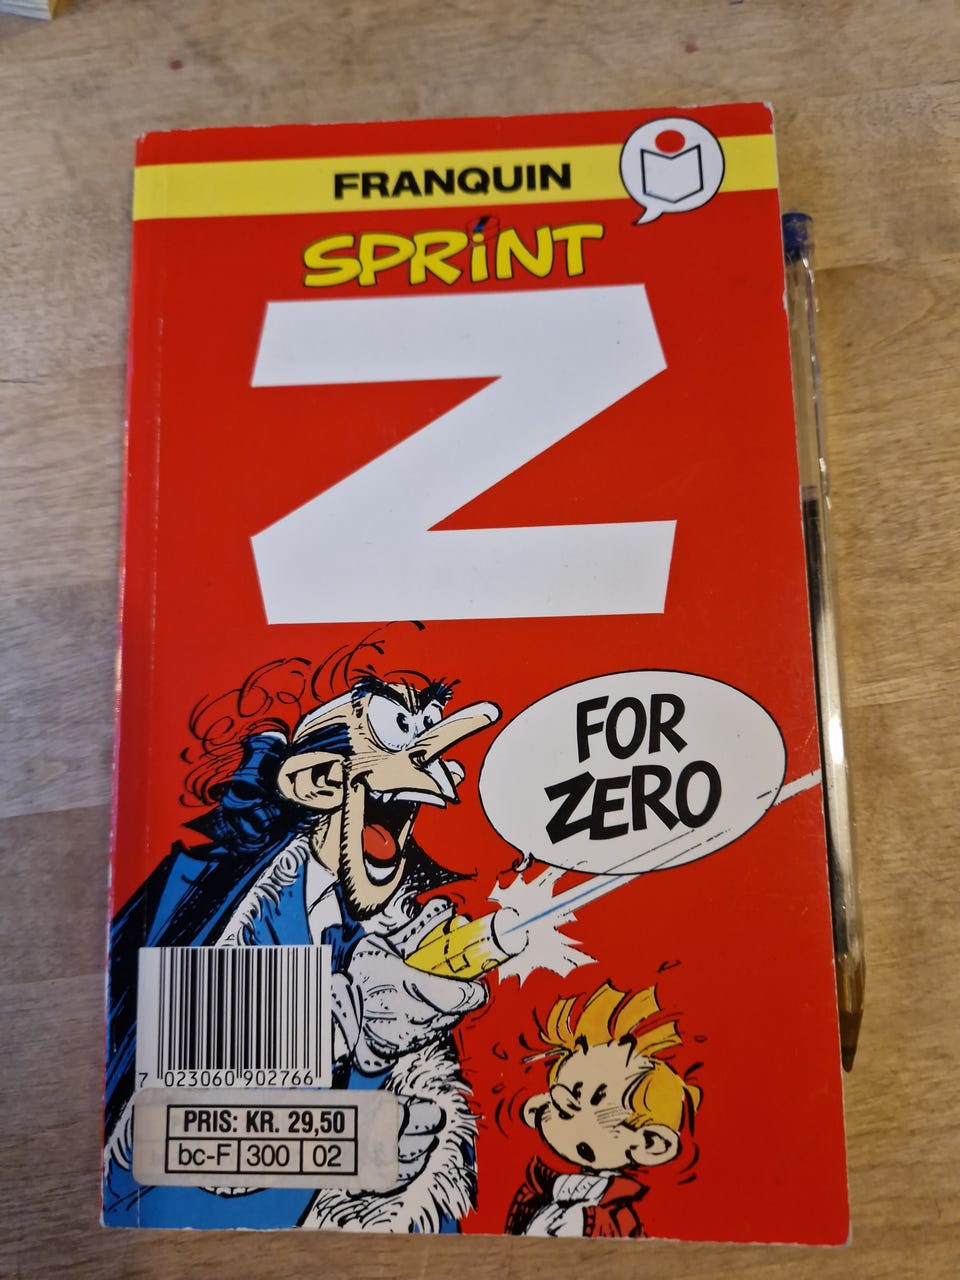 FRANQUIN
SPRiNT
Z
FOR
ZERO
7 023060 902766
PRIS: KR. 29,50
bc-F 300 02